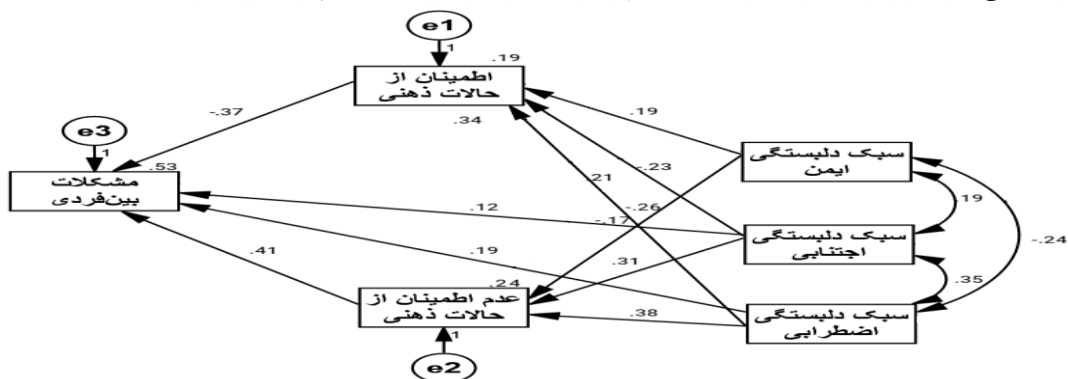 e1
1
.19
اطمینان از
حالات ذهنی
-.37
.34
.19
e3
1
.53
مشکلات
بین‌فردی
سبک دلبستگی
ایمن
-.23
.21
-.26
-.17
.12
.19
-.24
سبک دلبستگی
اجتنابی
.41
.19
.31
.35
.24
عدم اطمینان از
حالات ذهنی
.38
سبک دلبستگی
اضطرابی
1
e2